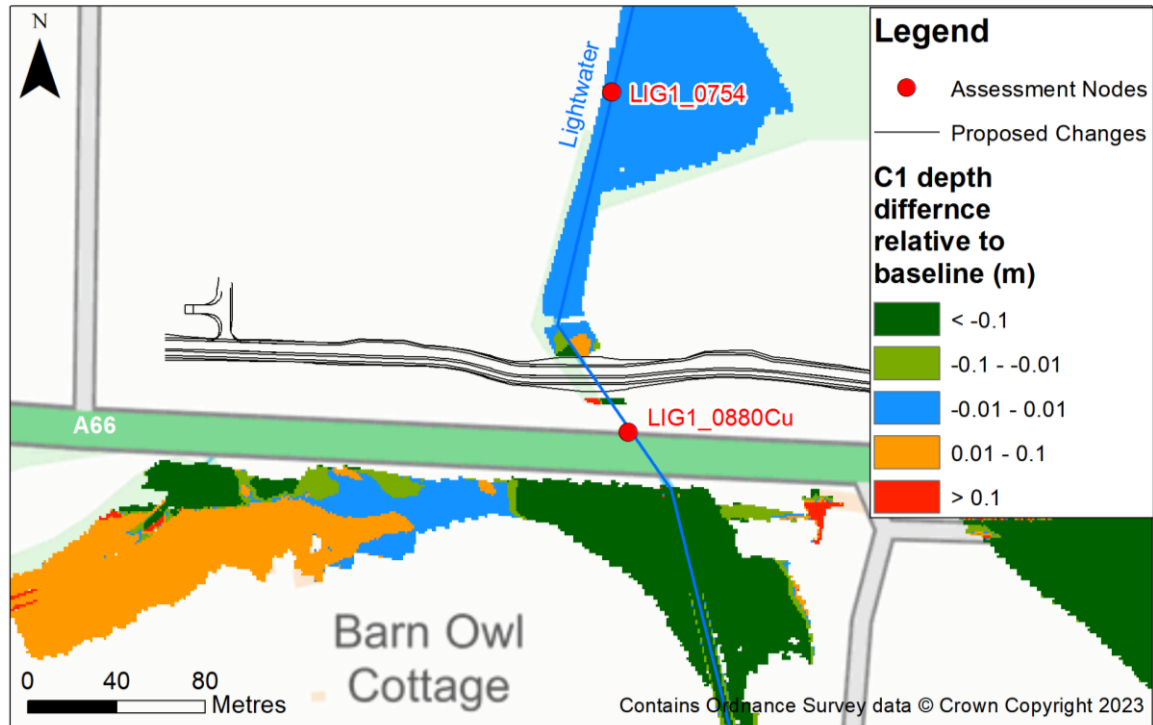 N
Lightwater
LIG1_0754
A66
LIG1_0880Cu
Barn Owl
Cottage
0 40 80
Metres
Legend
Assessment Nodes
Proposed Changes
C1 depth
differnce
relative to
baseline (m)
< -0.1
-0.1 - -0.01
-0.01 - 0.01
0.01 - 0.1
> 0.1
Contains Ordnance Survey data © Crown Copyright 2023